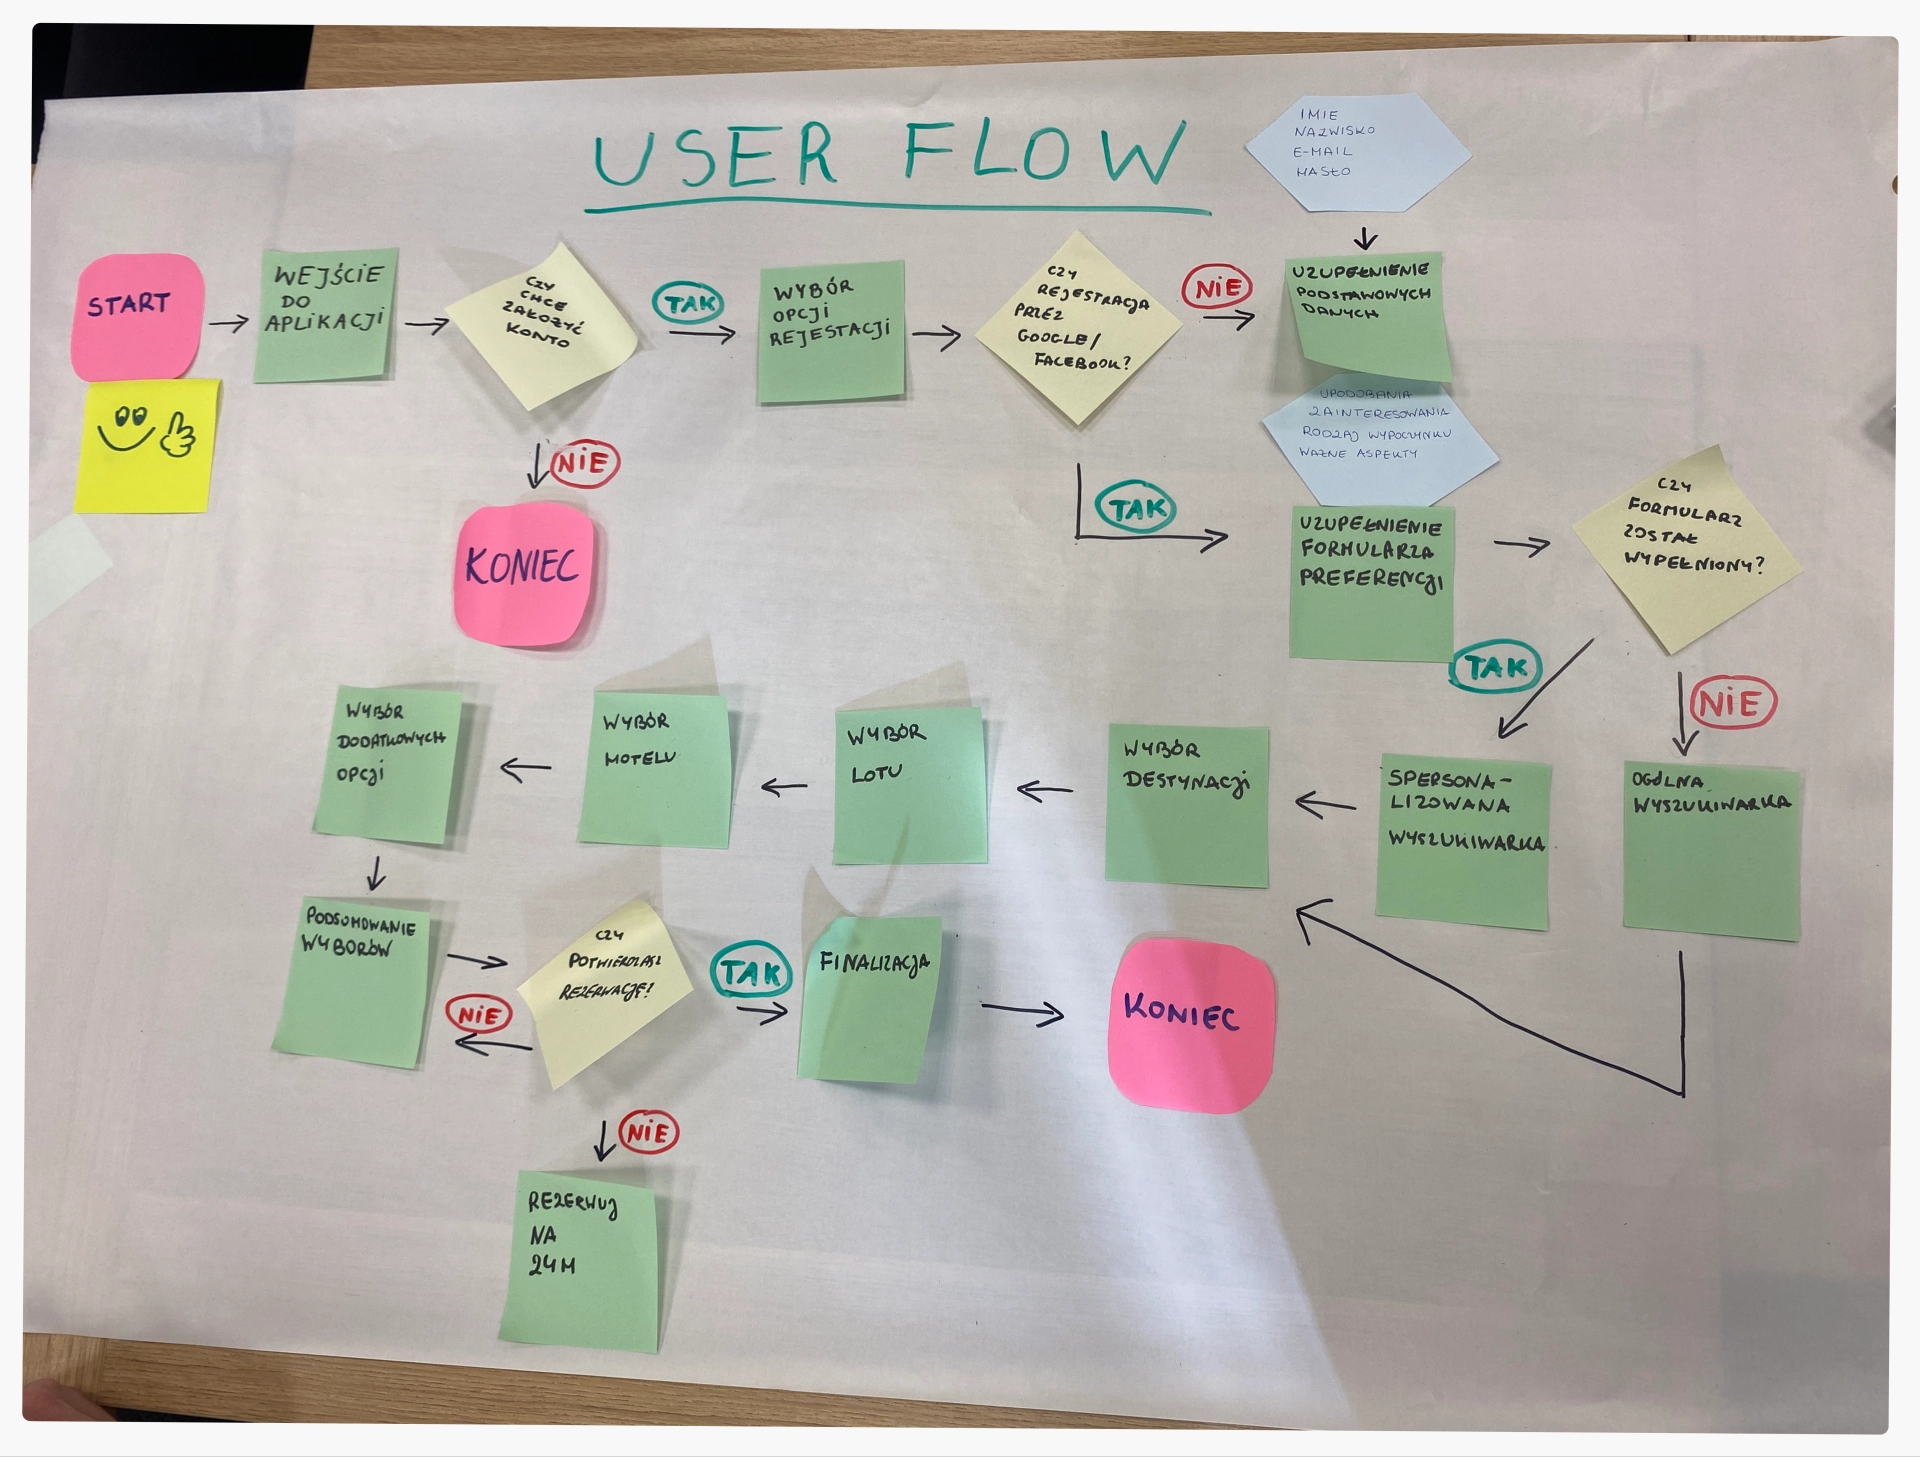 USER FLOW
IMIE
NAZWISKO
E-MAIL
HASŁO
START
WEJŚCIE
DO
APLIKACJI
CZY
CHCE
ZAŁOŻYĆ
KONTO
TAK
WYBÓR
OPCJI
REJESTACJI
CZY
REJESTRACJA
PRZEZ
GOOGLE/
FACEBOOK?
NIE
UZUPEŁNIENIE
PODSTAWOWYCH
DANYCH
NIE
KONIEC
TAK
UPODOBANIA
ZAINTERESOWANIA
RODZAJ WYPOCZYNKU
WAŻNE ASPEKTY
UZUPEŁNIENIE
FORMULARZA
PREFERENCJI
CZY
FORMULARZ
ZOSTAŁ
WYPEŁNIONY?
TAK
NIE
WYBÓR
DODATKOWYCH
OPCJI
WYBÓR
HOTELU
WYBÓR
LOTU
WYBÓR
DESTYNACJI
SPERSONA-
LIZOWANA
WYSZUKIWARKA
OGÓLNA
WYSZUKIWARKA
PODSUMOWANIE
WYBORÓW
CZY
POTWIERDZASZ
REZERWACJĘ?
NIE
TAK
FINALIZACJA
KONIEC
NIE
REZERWUJ
NA
24H